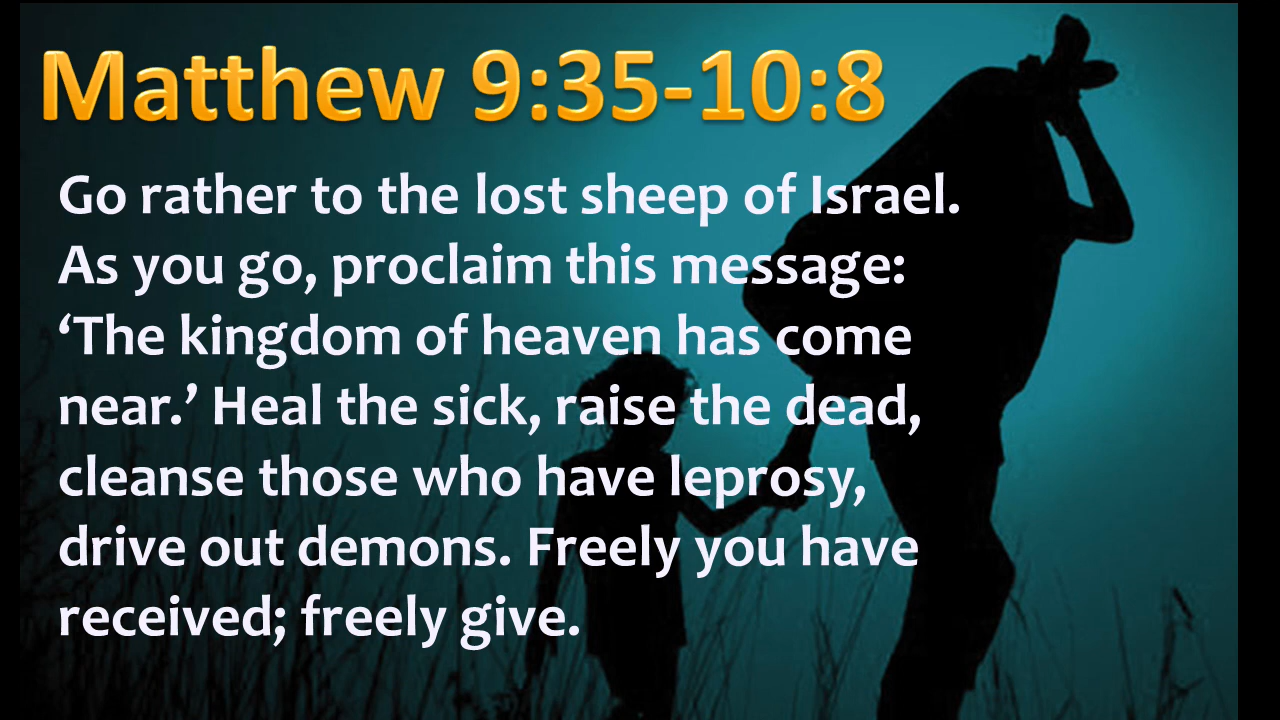 Matthew 9:35-10:8
Go rather to the lost sheep of Israel.
As you go, proclaim this message:
‘The kingdom of heaven has come
near.’ Heal the sick, raise the dead,
cleanse those who have leprosy,
drive out demons. Freely you have
received; freely give.